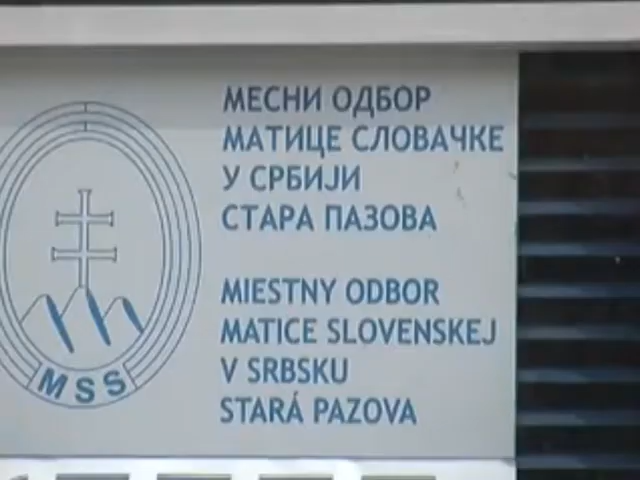 МЕСНИ ОДБОР
МАТИЦЕ СЛОВАЧКЕ
У СРБИЈИ
СТАРА ПАЗОВА
MIESTNY ODBOR
MATICE SLOVENSKEJ
V SRBSKU
STARÁ PAZOVA
MSS